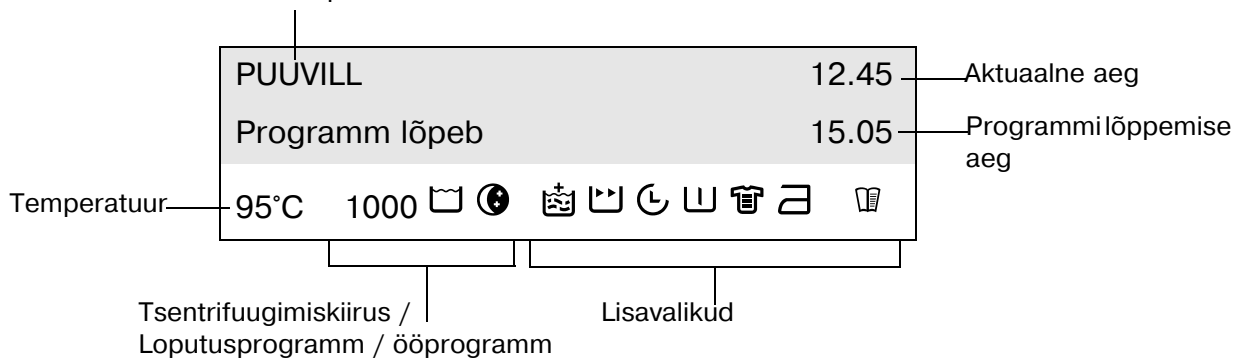 PUUVILL 12.45
Aktuaalne aeg
Programm lõpeb 15.05
Programmi lõppemise
aeg
Temperatuur
95°C 1000
Tsentrifuugimiskiirus /
Lisavalikud
Loputusprogramm / ööprogramm